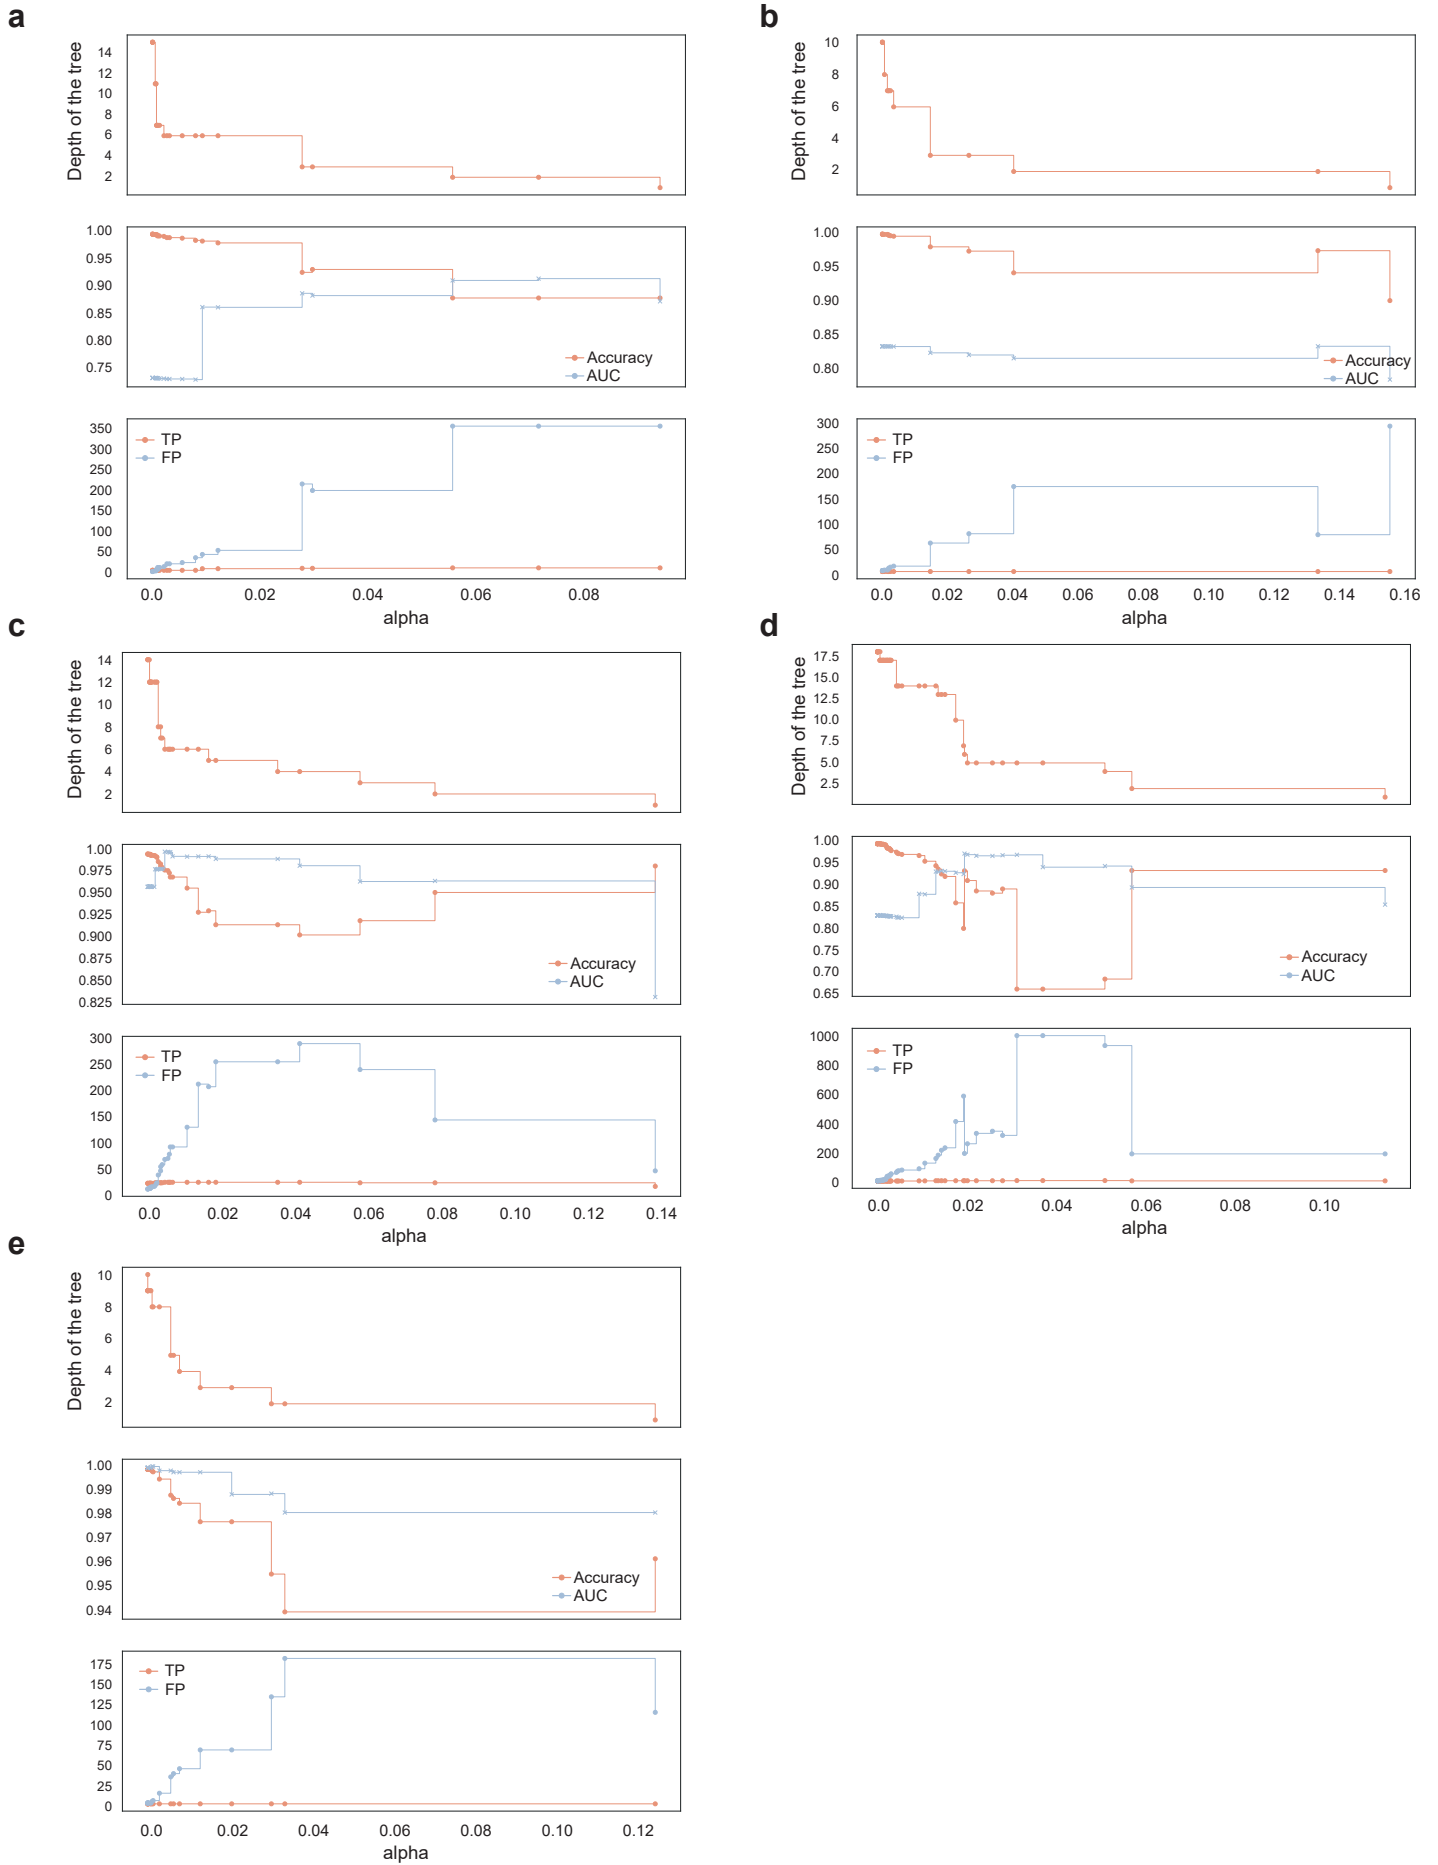 a
Depth of the tree
14
12
10
8
6
4
2
1.00
0.95
0.90
0.85
0.80
0.75
Accuracy
AUC
350
300
250
200
150
100
50
0
TP
FP
0.0 0.02 0.04 0.06 0.08
alpha
b
Depth of the tree
10
8
6
4
2
1.00
0.95
0.90
0.85
0.80
Accuracy
AUC
300
250
200
150
100
50
0
TP
FP
0.0 0.02 0.04 0.06 0.08 0.10 0.12 0.14 0.16
alpha
c
Depth of the tree
14
12
10
8
6
4
2
1.00
0.975
0.950
0.925
0.900
0.875
0.850
0.825
Accuracy
AUC
300
250
200
150
100
50
0
TP
FP
0.0 0.02 0.04 0.06 0.08 0.10 0.12 0.14
alpha
d
Depth of the tree
17.5
15.0
12.5
10.0
7.5
5.0
2.5
1.00
0.95
0.90
0.85
0.80
0.75
0.70
0.65
Accuracy
AUC
1000
800
600
400
200
0
TP
FP
0.0 0.02 0.04 0.06 0.08 0.10
alpha
e
Depth of the tree
10
8
6
4
2
1.00
0.99
0.98
0.97
0.96
0.95
0.94
Accuracy
AUC
175
150
125
100
75
50
25
0
TP
FP
0.0 0.02 0.04 0.06 0.08 0.10 0.12
alpha